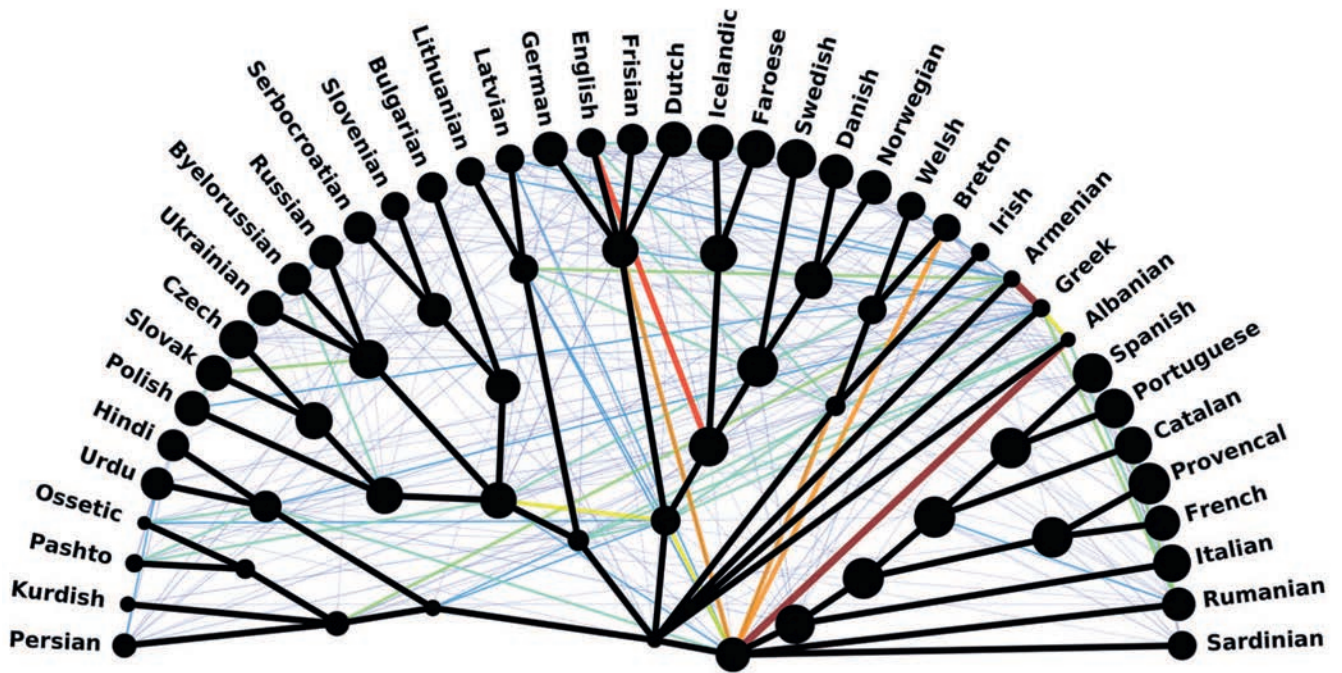 Persian
Kurdish
Pashto
Ossetic
Urdu
Hindi
Polish
Slovak
Czech
Ukrainian
Byelorussian
Russian
Serbocroatian
Slovenian
Bulgarian
Lithuanian
Latvian
German
English
Frisian
Dutch
Icelandic
Faroese
Swedish
Danish
Norwegian
Welsh
Breton
Irish
Armenian
Greek
Albanian
Spanish
Portuguese
Catalan
Provencal
French
Italian
Rumanian
Sardinian